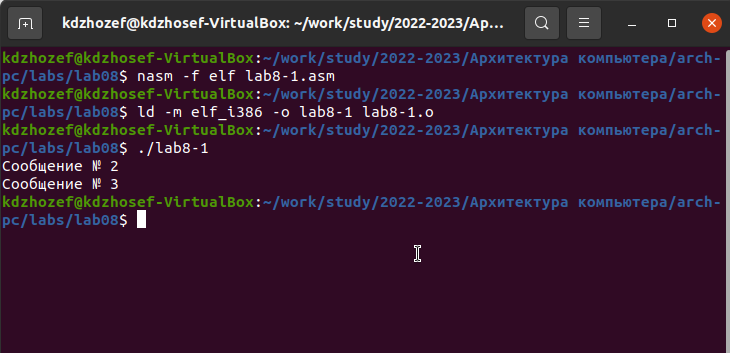 kdzhozef@kdzhosef-VirtualBox: ~/work/study/2022-2023/Ар...
kdzhozef@kdzhosef-VirtualBox:~/work/study/2022-2023/Архитектура компьютера/arch-
pc/labs/lab08$ nasm -f elf lab8-1.asm
kdzhozef@kdzhosef-VirtualBox:~/work/study/2022-2023/Архитектура компьютера/arch-
pc/labs/lab08$ ld -m elf_i386 -o lab8-1 lab8-1.o
kdzhozef@kdzhosef-VirtualBox:~/work/study/2022-2023/Архитектура компьютера/arch-
pc/labs/lab08$ ./lab8-1
Сообщение № 2
Сообщение № 3
kdzhozef@kdzhosef-VirtualBox:~/work/study/2022-2023/Архитектура компьютера/arch-
pc/labs/lab08$